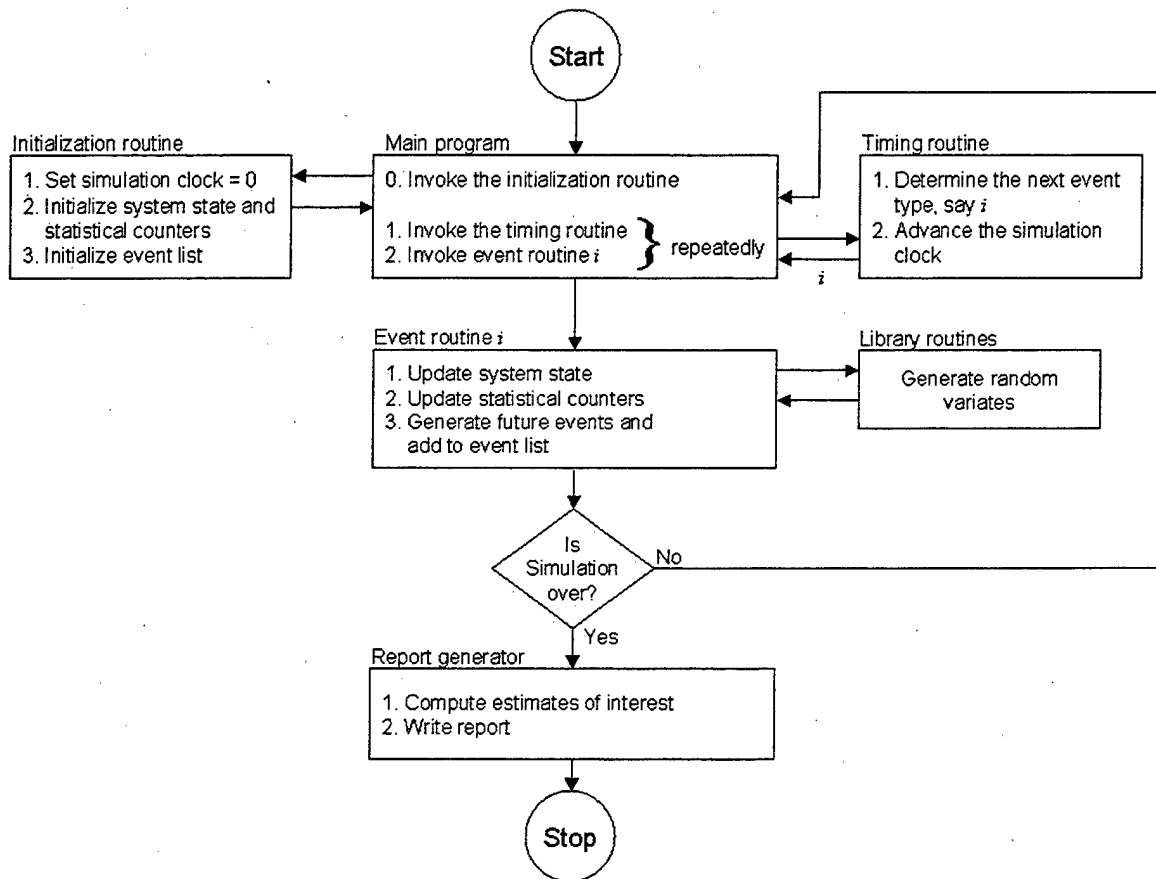 Start
Initialization routine
1. Set simulation clock = 0
2. Initialize system state and
statistical counters
3. Initialize event list
Main program
0. Invoke the initialization routine
1. Invoke the timing routine
2. Invoke event routine i
} repeatedly
Timing routine
1. Determine the next event
type, say i
2. Advance the simulation
clock
i
Event routine i
1. Update system state
2. Update statistical counters
3. Generate future events and
add to event list
Library routines
Generate random
variates
Is
Simulation
over?
No
Yes
Report generator
1. Compute estimates of interest
2. Write report
Stop